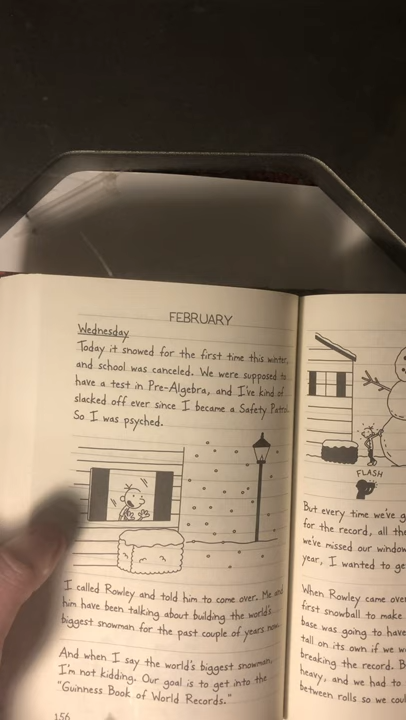 FEBRUARY
Wednesday
Today it snowed for the first time this winter,
and school was canceled. We were supposed to
have a test in Pre-Algebra, and I've kind of
slacked off ever since I became a Safety Patrol.
So I was psyched.
I called Rowley and told him to come over. Me and
him have been talking about building the world's
biggest snowman for the past couple of years now.
And when I say the world's biggest snowman,
I'm not kidding. Our goal is to get into the
"Guinness Book of World Records."
156
FLASH
But every time we've g
for the record, all the
we've missed our window
year, I wanted to ge
When Rowley came over
first snowball to make
base was going to have
tall on its own if we w
breaking the record. B
heavy, and we had to
between rolls so we coul